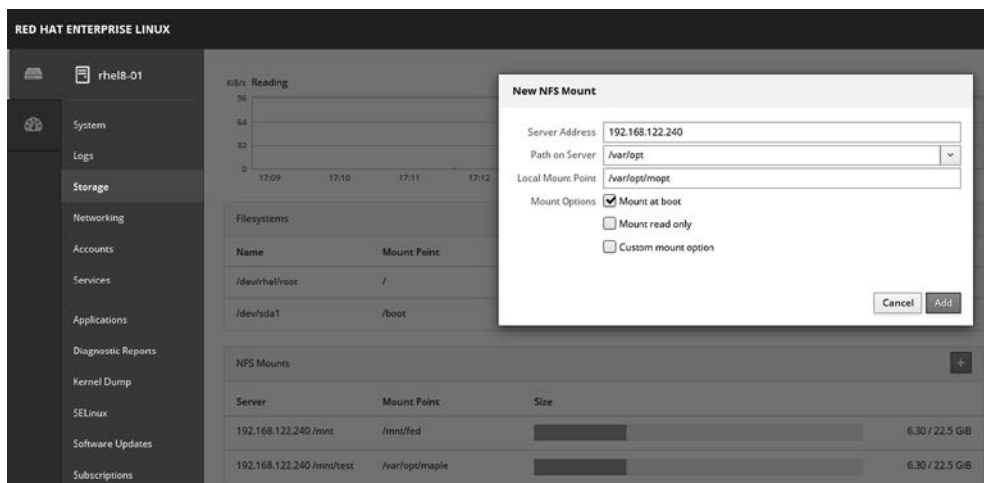 RED HAT ENTERPRISE LINUX
rhel8-01
System
Logs
Storage
Networking
Accounts
Services
Applications
Diagnostic Reports
Kernel Dump
SELinux
Software Updates
Subscriptions
KiB/s Reading
96
64
32
0
17:09 17:10 17:11 17:12
Filesystems
Name Mount Point
/dev/rhel/root /
/dev/sda1 /boot
NFS Mounts
+
Server Mount Point Size
192.168.122.240 /mnt /mnt/fed 6.30 / 22.5 GiB
192.168.122.240 /mnt/test /var/opt/maple 6.30 / 22.5 GiB
New NFS Mount
Server Address 192.168.122.240
Path on Server /var/opt
Local Mount Point /var/opt/mopt
Mount Options Mount at boot
Mount read only
Custom mount option
Cancel Add